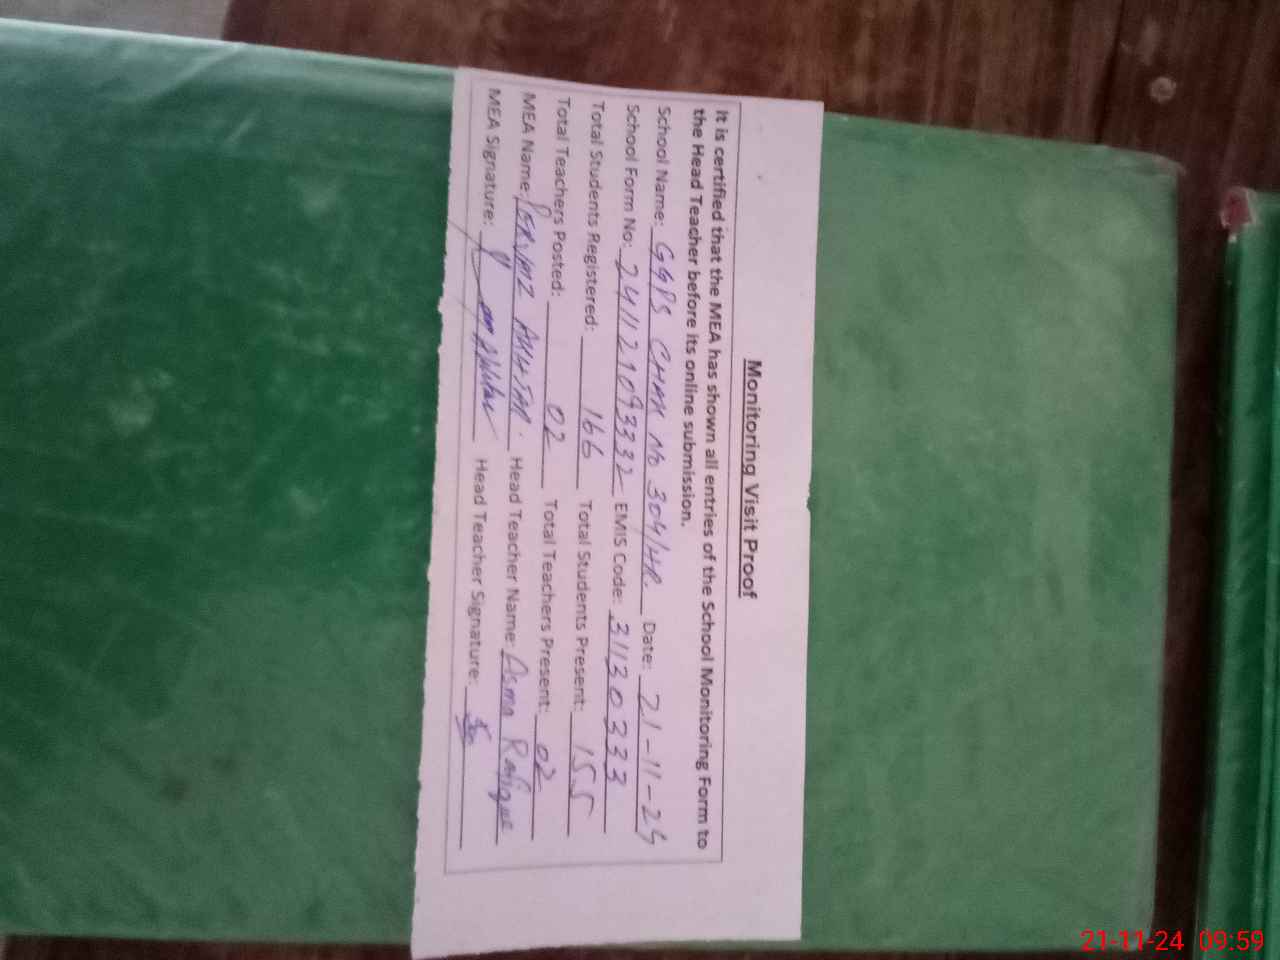 Monitoring Visit Proof
It is certified that the MEA has shown all entries of the School Monitoring Form to
the Head Teacher before its online submission.
School Name: GGPS CHAK No 304/HR. Date: 21-11-24
School Form No: 24112193332 EMIS Code: 31130333
Total Students Registered: 166 Total Students Present: 155
Total Teachers Posted: 02 Total Teachers Present: 02
MEA Name: AKHTAR. Head Teacher Name: Asma Rafique
MEA Signature: Head Teacher Signature:
21-11-24 09:59